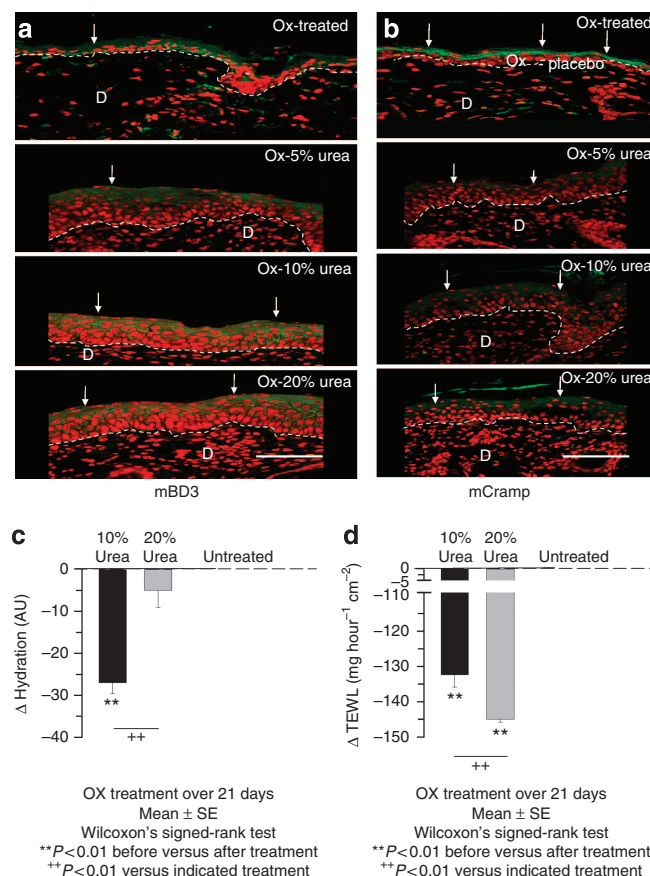 a
Ox-treated
D
Ox-5% urea
D
Ox-10% urea
D
Ox-20% urea
D
mBD3
b
Ox-treated
Ox
placebo
D
Ox-5% urea
D
Ox-10% urea
D
Ox-20% urea
D
mCramp
c
10% 20%
Urea Urea Untreated
0
−10
−20
−30
−40
Δ Hydration (AU)
**
++
OX treatment over 21 days
Mean ± SE
Wilcoxon's signed-rank test
**P<0.01 before versus after treatment
++P<0.01 versus indicated treatment
d
10% 20%
Urea Urea Untreated
0
−5
−110
−120
−130
−140
−150
Δ TEWL (mg hour−1 cm−2)
**
**
++
OX treatment over 21 days
Mean ± SE
Wilcoxon's signed-rank test
**P<0.01 before versus after treatment
++P<0.01 versus indicated treatment